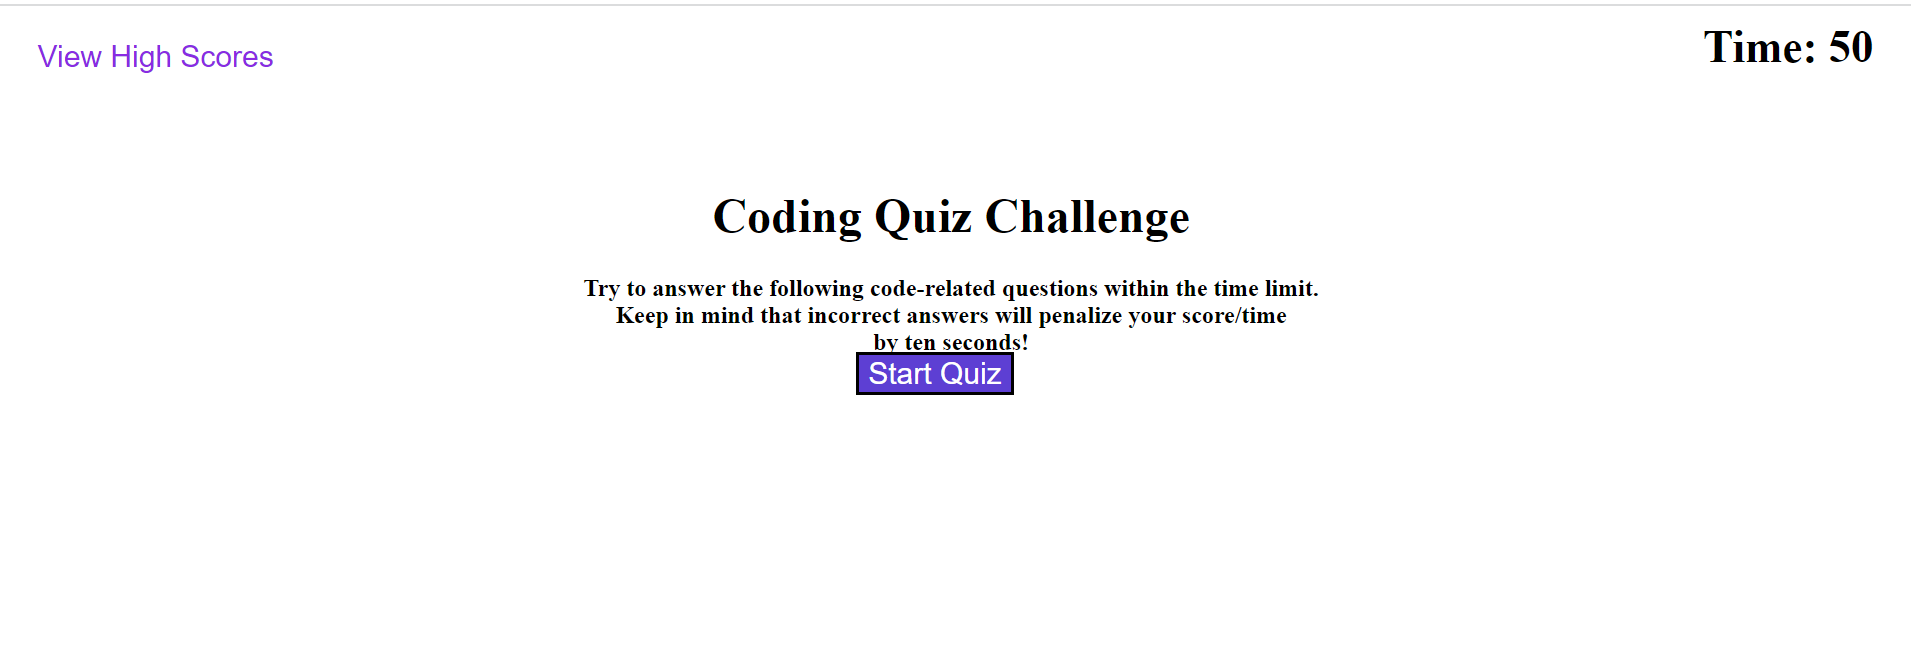 View High Scores
Time: 50
Coding Quiz Challenge
Try to answer the following code-related questions within the time limit.
Keep in mind that incorrect answers will penalize your score/time
by ten seconds!
Start Quiz